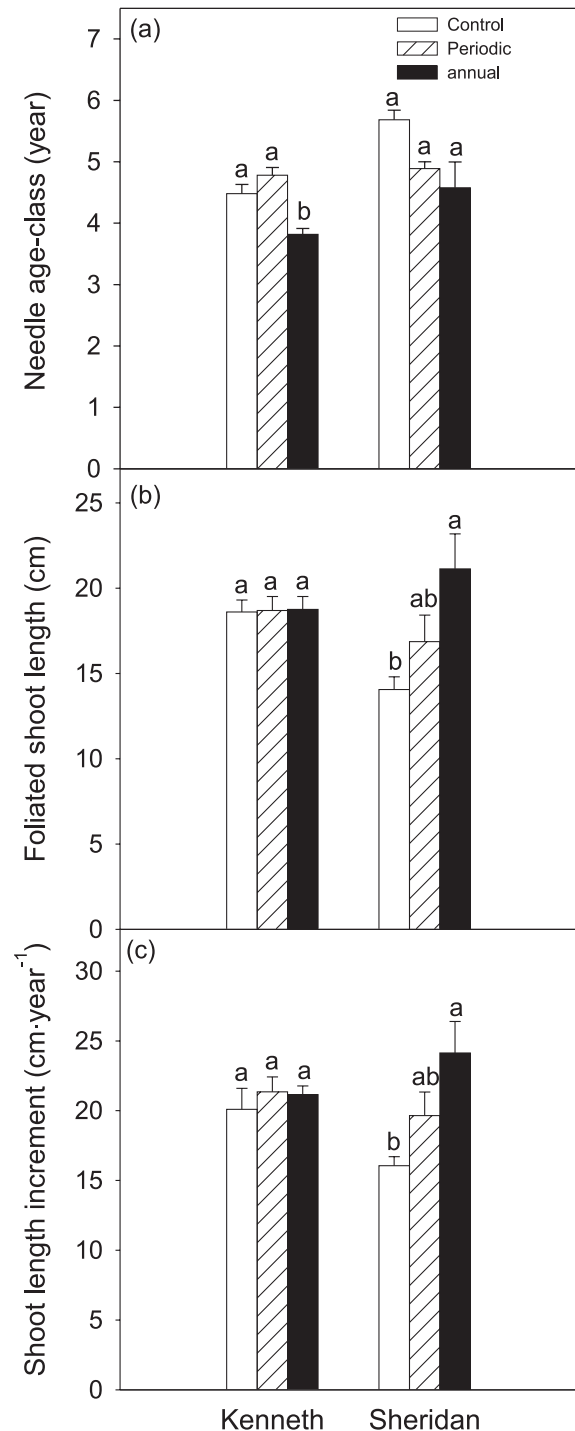 (a)
Control
Periodic
annual
Needle age-class (year)
7
6
5
4
3
2
1
0
a
a
b
a
a
a
(b)
Foliated shoot length (cm)
25
20
15
10
5
0
a
a
a
b
ab
a
(c)
Shoot length increment (cm·year⁻¹)
30
25
20
15
10
5
0
a
a
a
b
ab
a
Kenneth
Sheridan